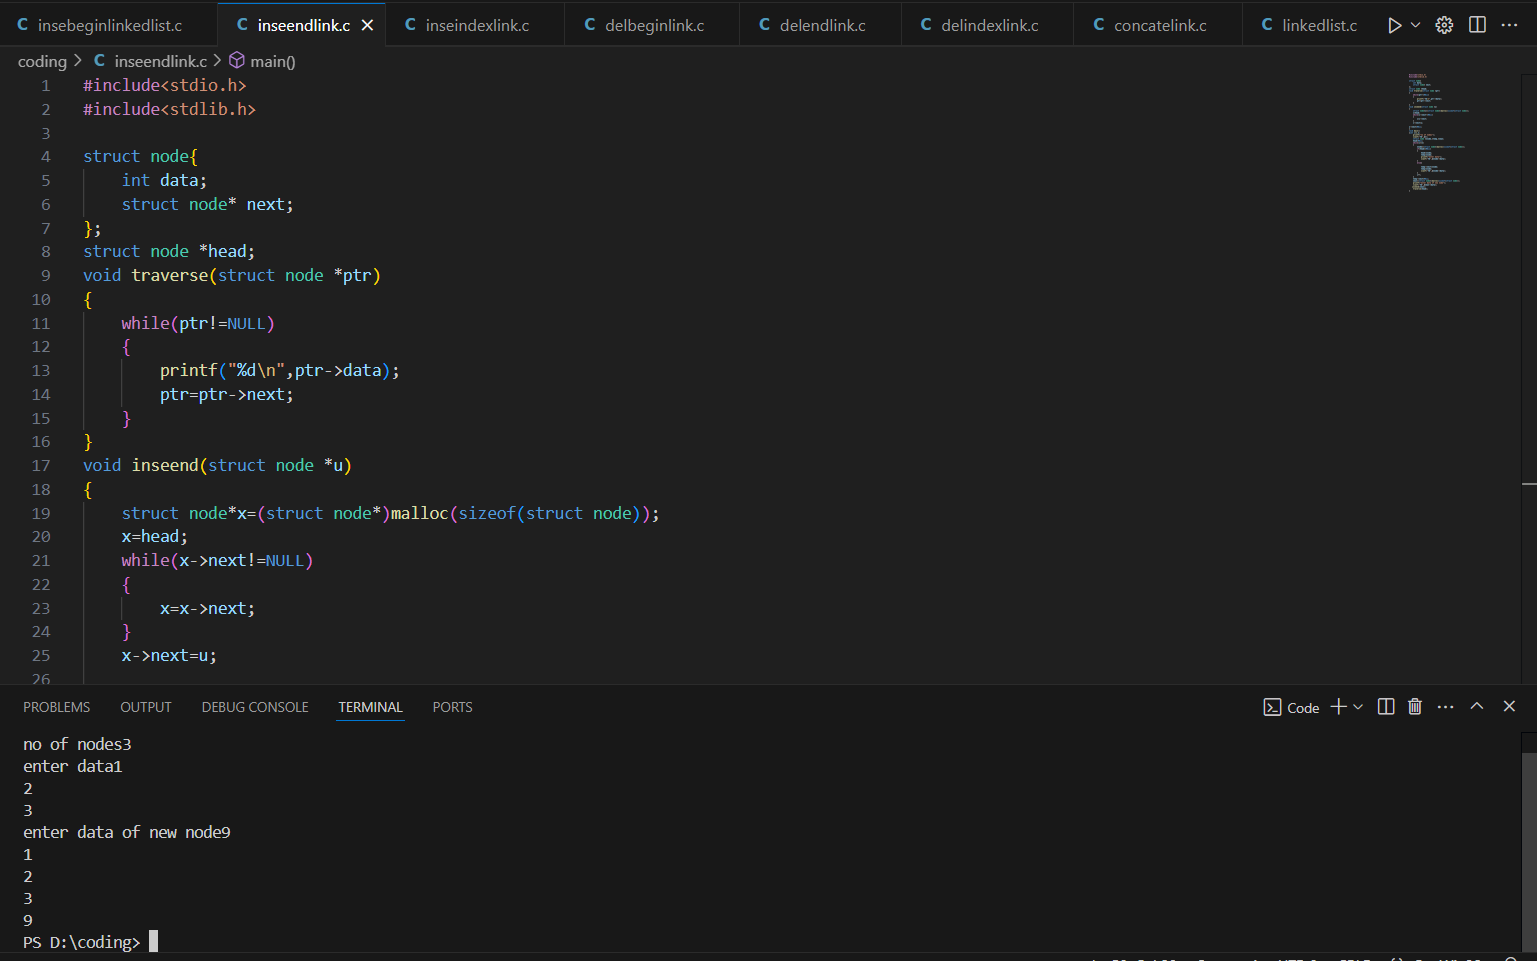 C insebeginlinkedlist.c C inseendlink.c C inseindexlink.c C delbeginlink.c C delendlink.c C delindexlink.c C concatelink.c C linkedlist.c
coding > C inseendlink.c > main()
1 #include<stdio.h>
2 #include<stdlib.h>
3
4 struct node{
5 int data;
6 struct node* next;
7 };
8 struct node *head;
9 void traverse(struct node *ptr)
10 {
11 while(ptr!=NULL)
12 {
13 printf("%d\n",ptr->data);
14 ptr=ptr->next;
15 }
16 }
17 void inseend(struct node *u)
18 {
19 struct node*x=(struct node*)malloc(sizeof(struct node));
20 x=head;
21 while(x->next!=NULL)
22 {
23 x=x->next;
24 }
25 x->next=u;
26
PROBLEMS OUTPUT DEBUG CONSOLE TERMINAL PORTS Code
no of nodes3
enter data1
2
3
enter data of new node9
1
2
3
9
PS D:\coding>